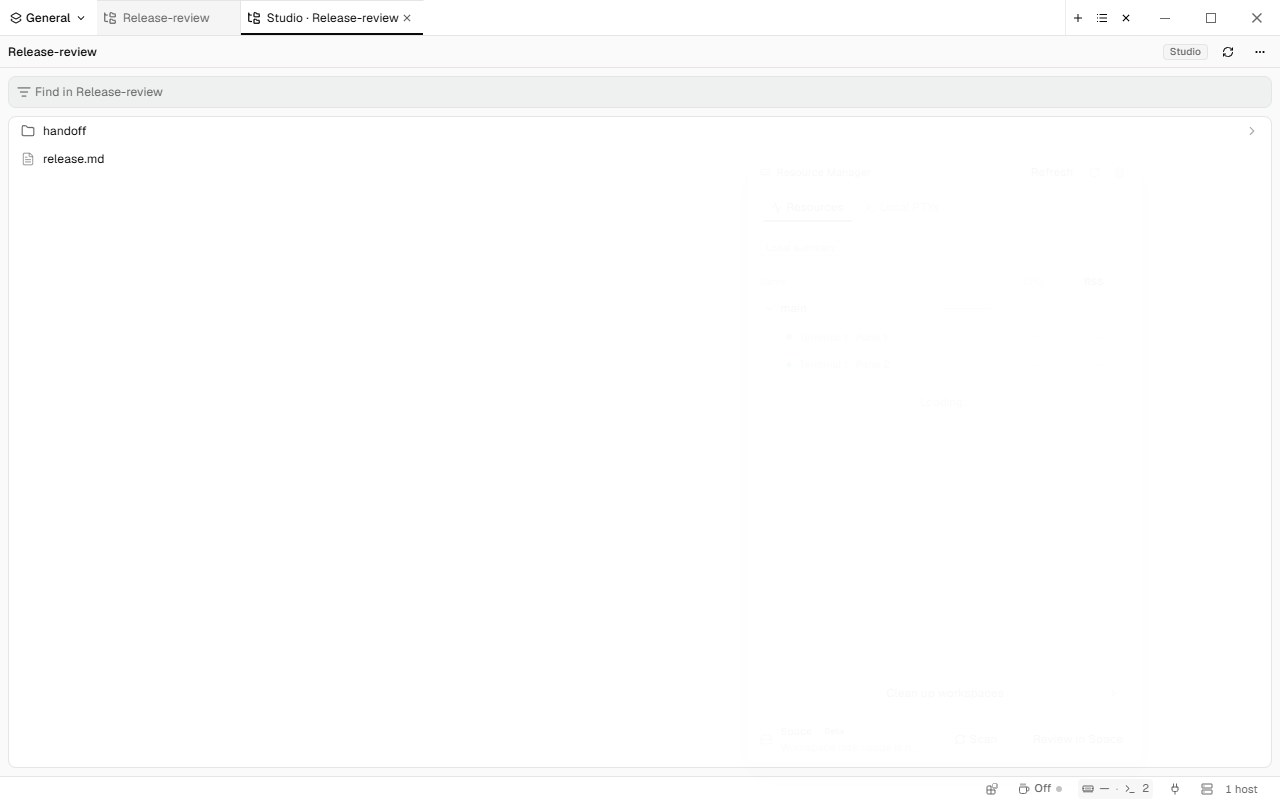 General
Release-review
Studio · Release-review
Release-review
Studio
Find in Release-review
handoff
release.md
Off
— · 2
1 host